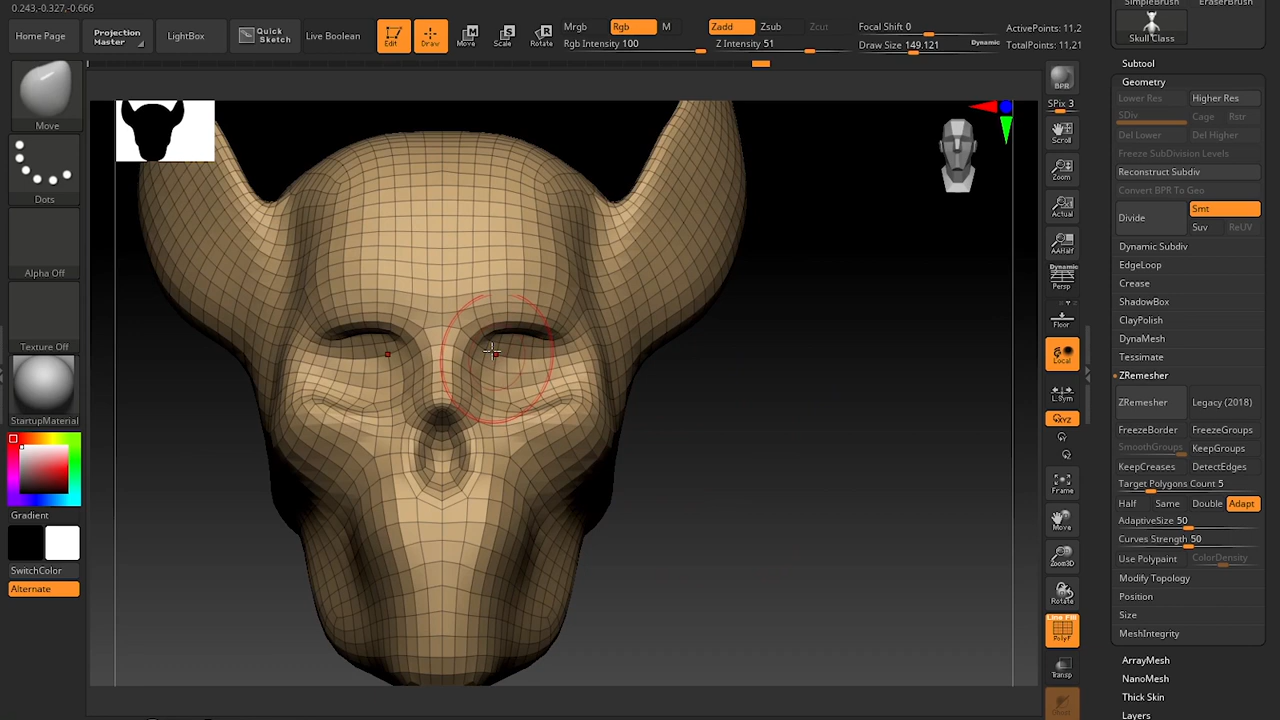 0.243,-0.327,-0.666
Home Page
Projection Master
LightBox
Quick Sketch
Live Boolean
Edit
Draw
Move
Scale
Rotate
Mrgb
Rgb
M
Rgb Intensity 100
Zadd
Zsub
Zcut
Z Intensity 51
Focal Shift 0
Draw Size 149.121
Dynamic
ActivePoints: 11,2
TotalPoints: 11,21
Move
Dots
Alpha Off
Texture Off
StartupMaterial
Gradient
SwitchColor
Alternate
BPR
SPix 3
Scroll
Zoom
Actual
AAHalf
Dynamic
Persp
Floor
Local
L.Sym
XYZ
Frame
Move
Zoom3D
Rotate
Line Fill
PolyF
Transp
Ghost
SimpleBrush
EraserBrush
Skull Class
Subtool
Geometry
Lower Res
Higher Res
SDiv
Cage
Rstr
Del Lower
Del Higher
Freeze SubDivision Levels
Reconstruct Subdiv
Convert BPR To Geo
Divide
Smt
Suv
ReUV
Dynamic Subdiv
EdgeLoop
Crease
ShadowBox
ClayPolish
DynaMesh
Tessimate
ZRemesher
ZRemesher
Legacy (2018)
FreezeBorder
FreezeGroups
SmoothGroups
KeepGroups
KeepCreases
DetectEdges
Target Polygons Count 5
Half
Same
Double
Adapt
AdaptiveSize 50
Curves Strength 50
Use Polypaint
ColorDensity
Modify Topology
Position
Size
MeshIntegrity
ArrayMesh
NanoMesh
Thick Skin
Layers